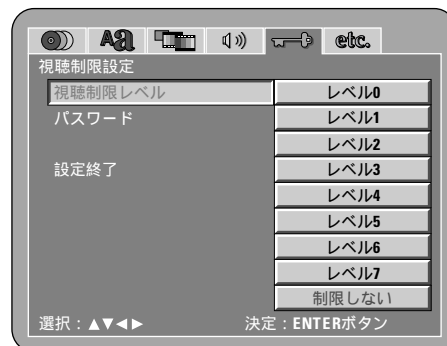 Aa etc.
視聴制限設定
視聴制限レベル レベル0
パスワード レベル1
レベル2
設定終了 レベル3
レベル4
レベル5
レベル6
レベル7
制限しない
選択：▲▼◀▶ 決定：ENTERボタン